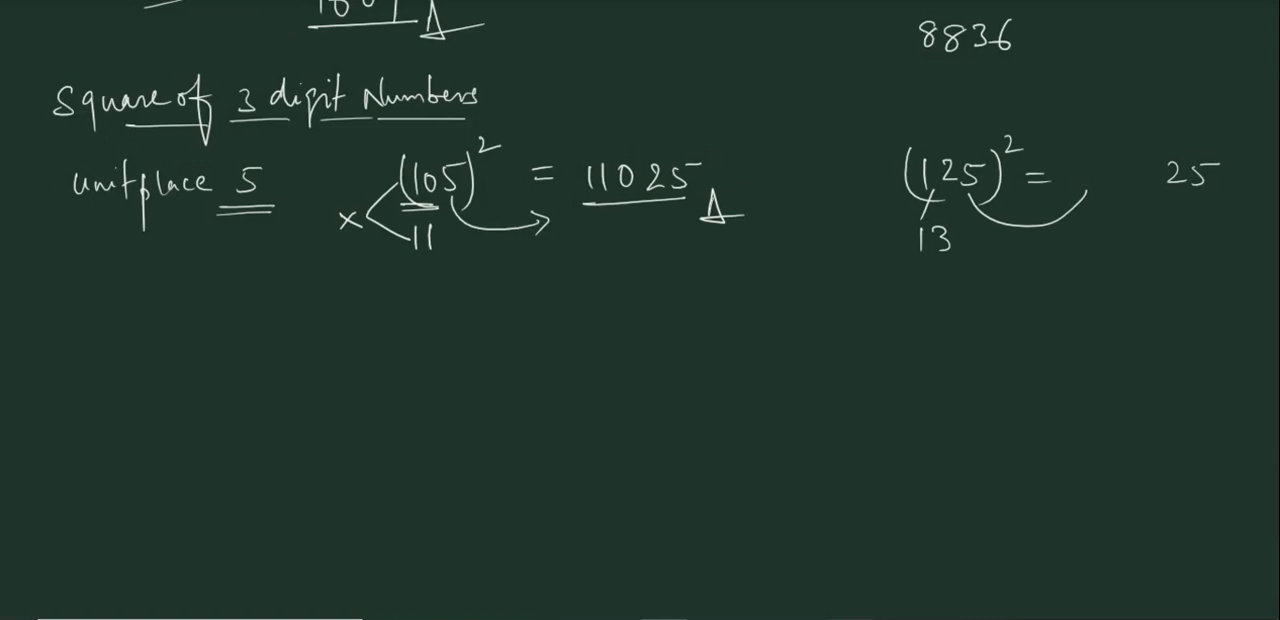 8836
Square of 3 digit Numbers
unit place 5 (105)² = 11025 (125)² = 25
× 11 13